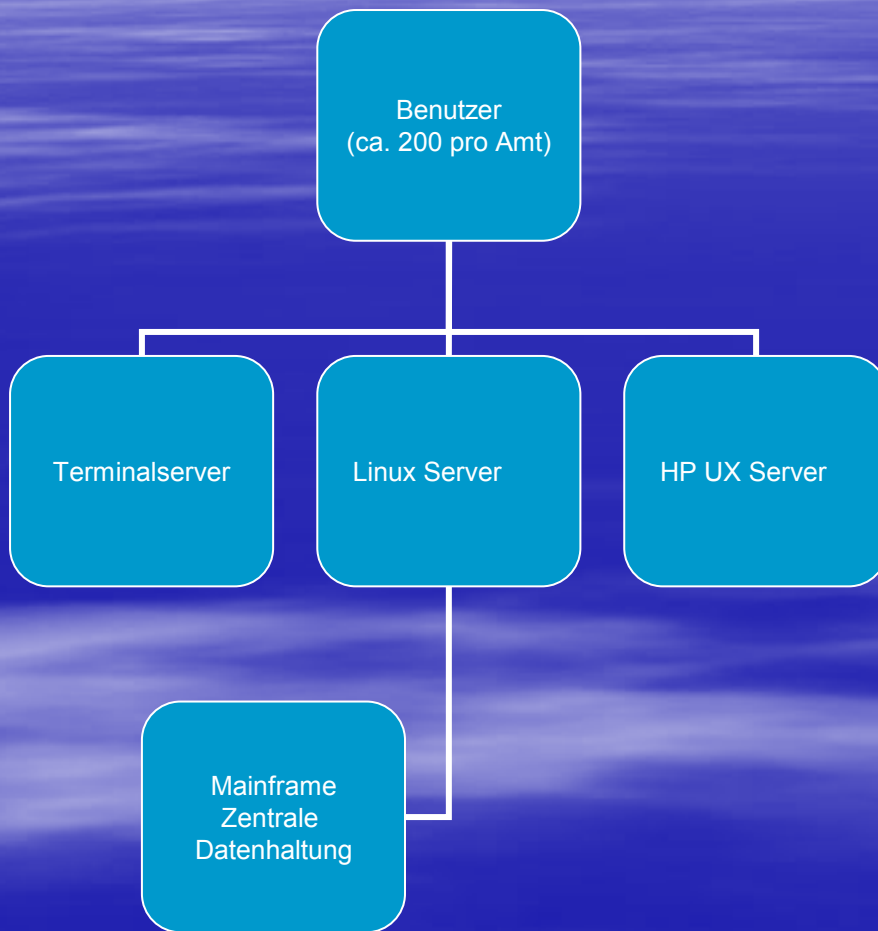 Benutzer
(ca. 200 pro Amt)
Terminalserver
Linux Server
HP UX Server
Mainframe
Zentrale
Datenhaltung